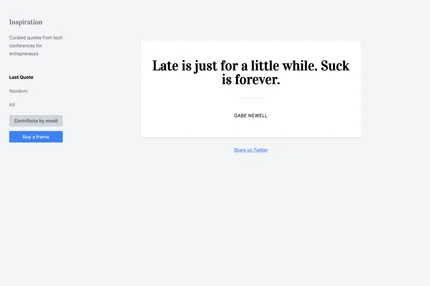 Inspiration
Curated quotes from tech
conferences for
entrepreneurs
Last Quote
Random
All
Contribute by email
Buy a frame
Late is just for a little while. Suck
is forever.
GABE NEWELL
Share on Twitter